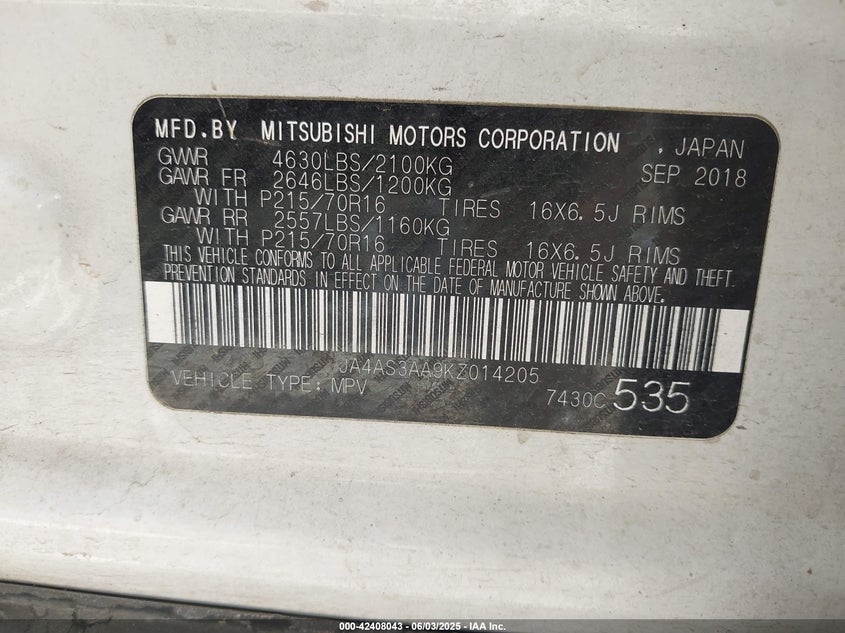 MFD.BY MITSUBISHI MOTORS CORPORATION , JAPAN
GVWR 4630LBS/2100KG SEP 2018
GAWR FR 2646LBS/1200KG
WITH P215/70R16 TIRES 16X6.5J RIMS
GAWR RR 2557LBS/1160KG
WITH P215/70R16 TIRES 16X6.5J RIMS
THIS VEHICLE CONFORMS TO ALL APPLICABLE FEDERAL MOTOR VEHICLE SAFETY AND THEFT
PREVENTION STANDARDS IN EFFECT ON THE DATE OF MANUFACTURE SHOWN ABOVE.
JA4AS3AA9KZ014205
VEHICLE TYPE: MPV 7430C 535
000-42408043 - 06/03/2025 - IAA Inc.